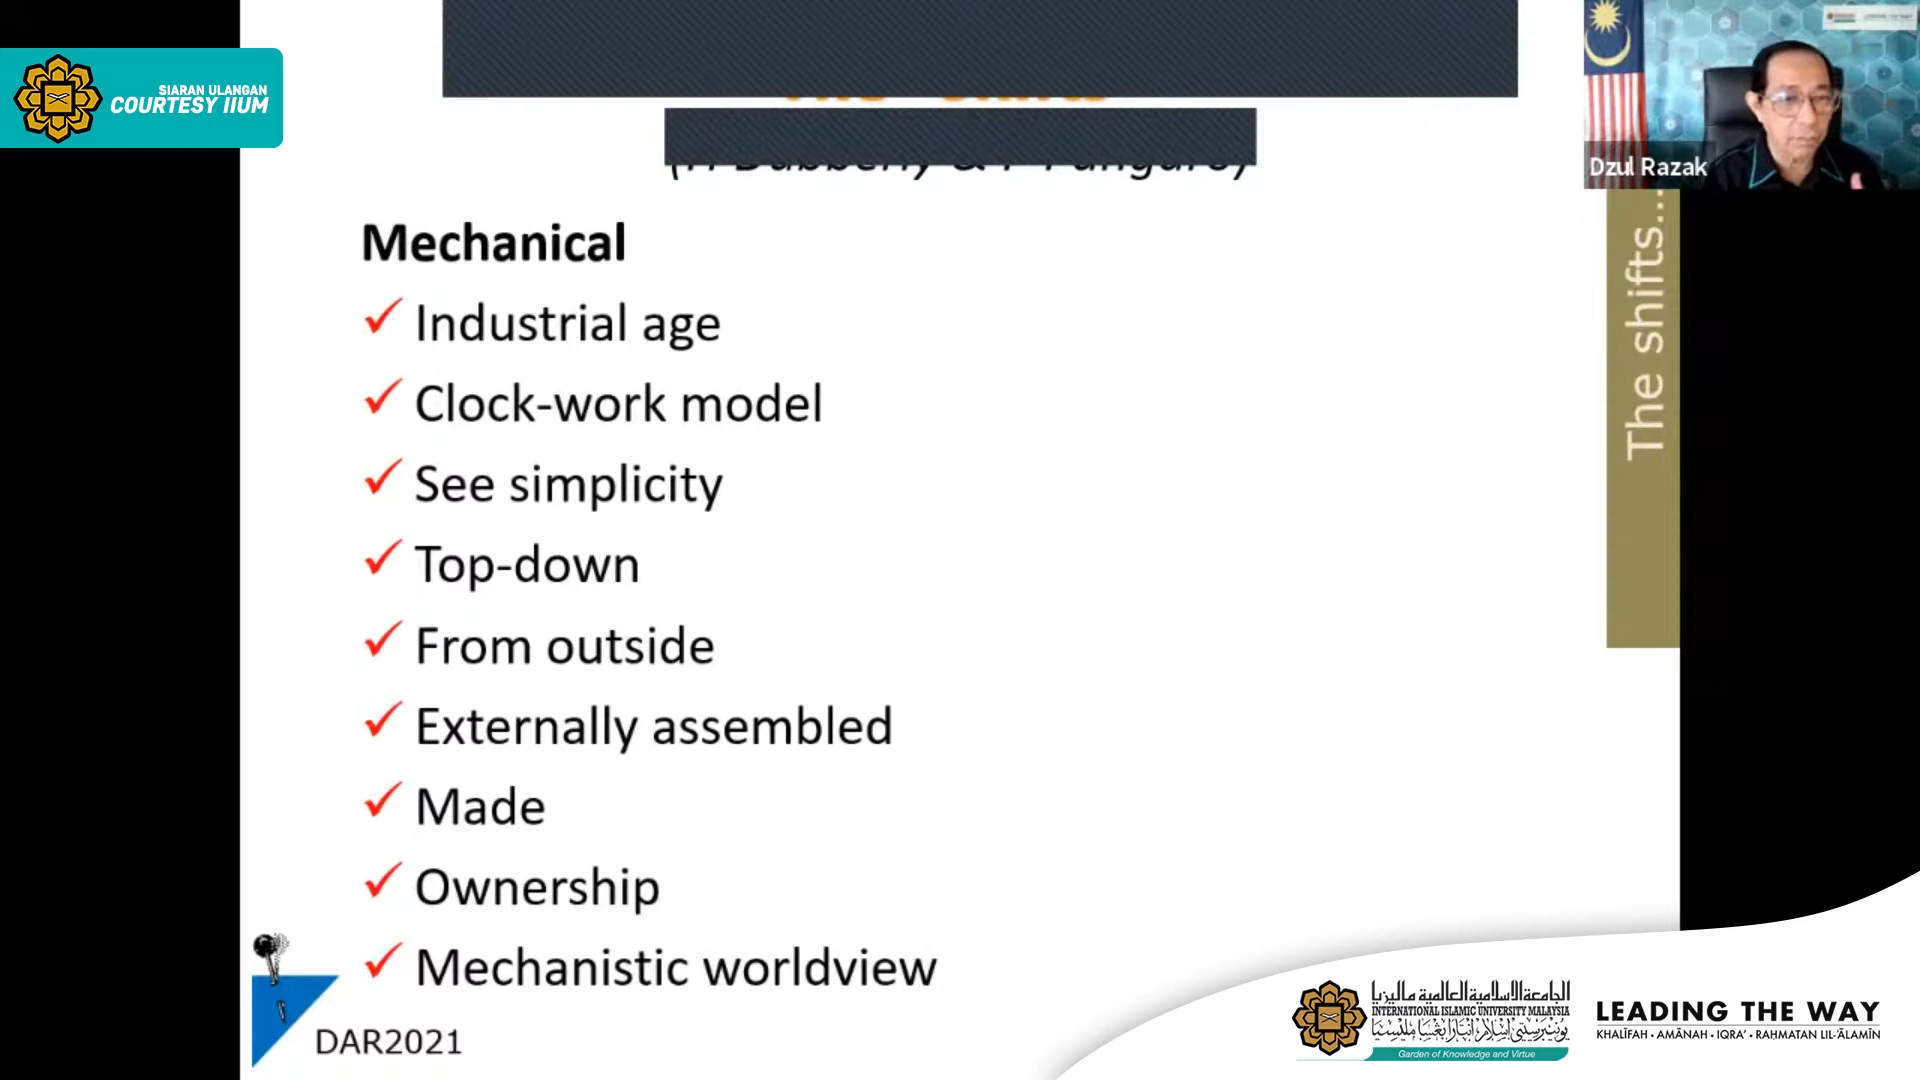 SIARAN ULANGAN
COURTESY IIUM
Dzul Razak
The shifts...
Mechanical
Industrial age
Clock-work model
See simplicity
Top-down
From outside
Externally assembled
Made
Ownership
Mechanistic worldview
DAR2021
الجامعة الإسلامية العالمية ماليزيا
INTERNATIONAL ISLAMIC UNIVERSITY MALAYSIA
Garden of Knowledge and Virtue
LEADING THE WAY
KHALĪFAH • AMĀNAH • IQRA' • RAḤMATAN LIL-ʿĀLAMĪN